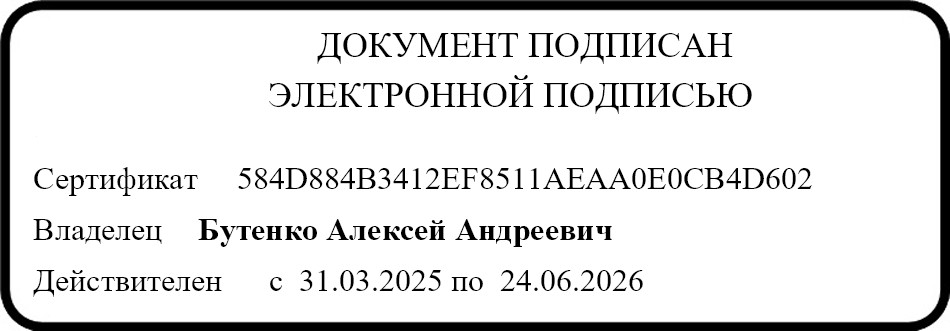 ДОКУМЕНТ ПОДПИСАН
ЭЛЕКТРОННОЙ ПОДПИСЬЮ
Сертификат 584D884B3412EF8511AEAA0E0CB4D602
Владелец Бутенко Алексей Андреевич
Действителен с 31.03.2025 по 24.06.2026